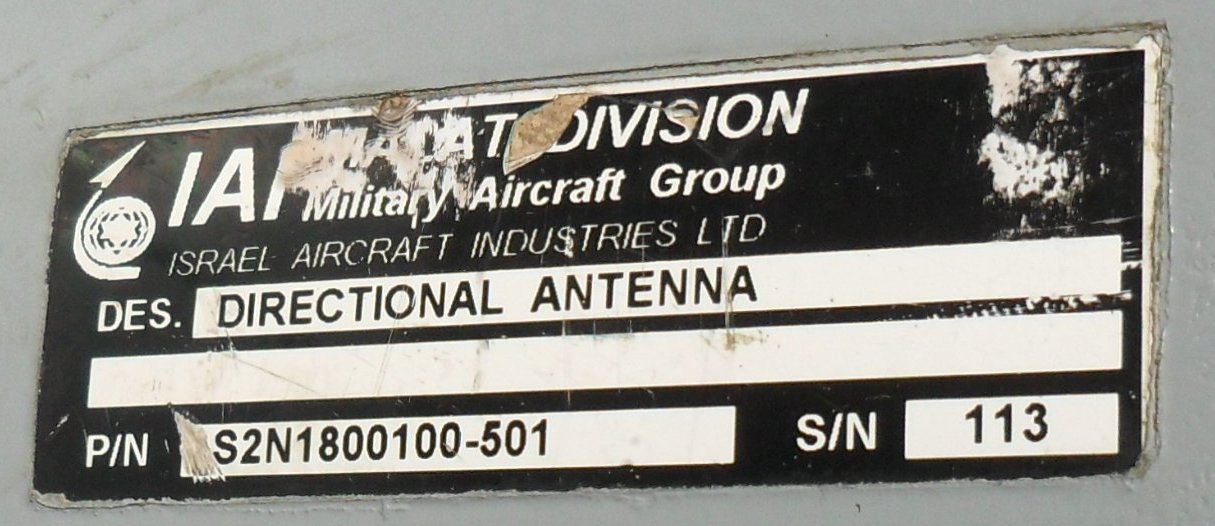 IAI DIVISION
Military Aircraft Group
ISRAEL AIRCRAFT INDUSTRIES LTD
DES. DIRECTIONAL ANTENNA
P/N S2N1800100-501 S/N 113